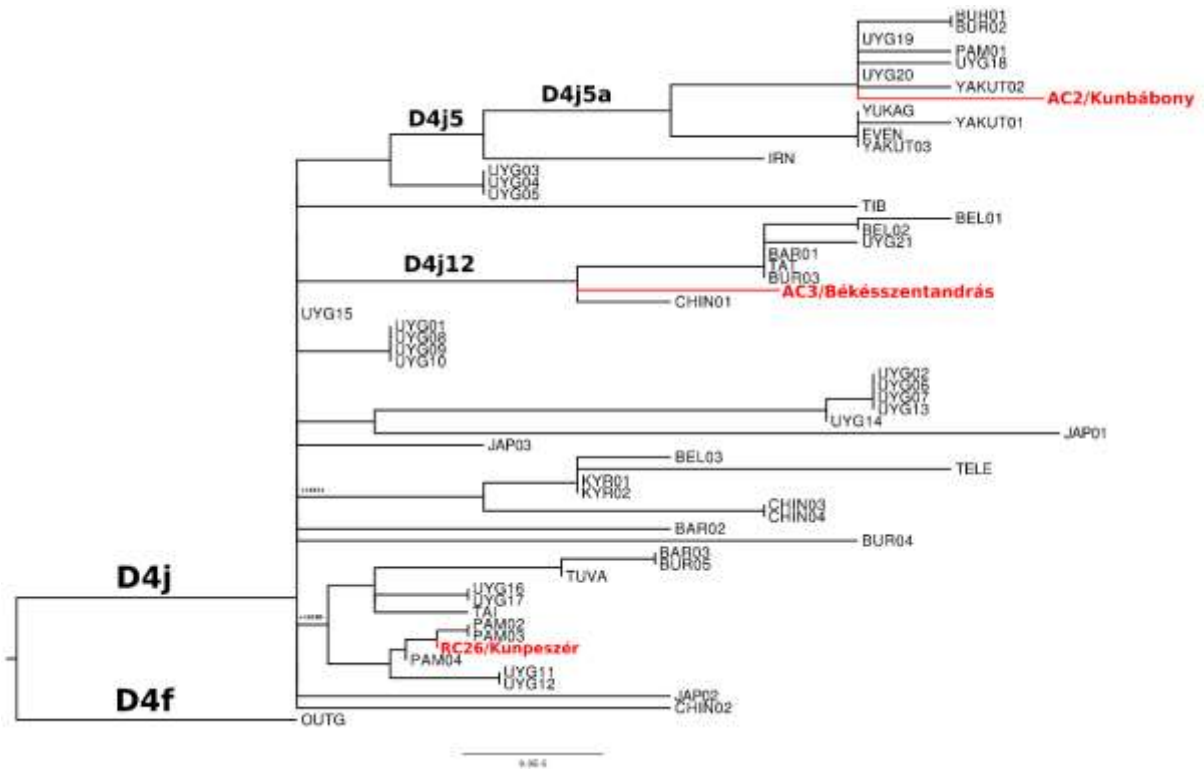 BUR01
BUR02
UYG19
PAM01
UYG18
UYG20
YAKUT02
D4j5a
AC2/Kunbábony
D4j5
YUKAG
YAKUT01
EVEN
YAKUT03
IRN
UYG03
UYG04
UYG05
TIB
BEL01
BEL02
UYG21
D4j12
BAR01
TAT
BUR03
AC3/Békésszentandrás
CHIN01
UYG15
UYG01
UYG08
UYG09
UYG10
UYG02
UYG06
UYG07
UYG13
UYG14
JAP01
JAP03
BEL03
TELE
KYR01
KYR02
CHIN03
CHIN04
BAR02
BUR04
BAR03
BUR05
D4j
TUVA
UYG16
UYG17
TAI
PAM02
PAM03
RC26/Kunpeszér
PAM04
UYG11
UYG12
D4f
JAP02
CHIN02
OUTG